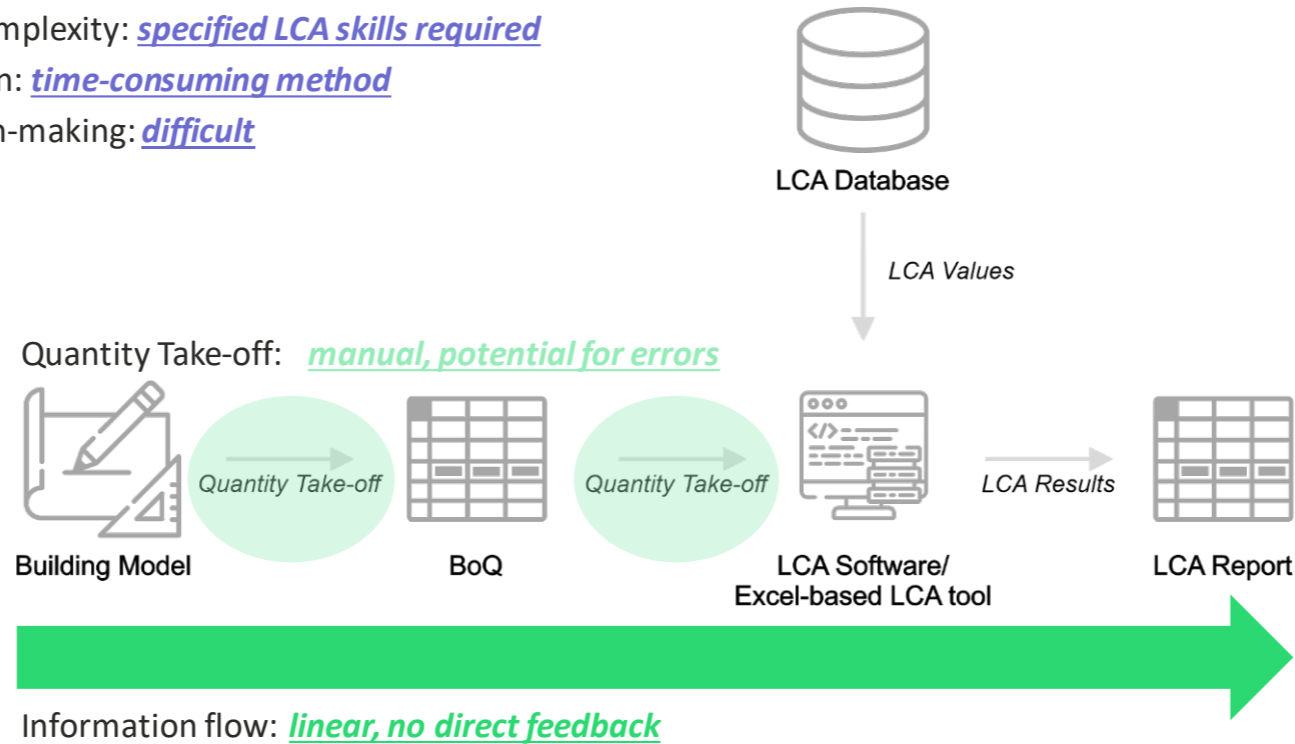 mplexity: specified LCA skills required
n: time-consuming method
n-making: difficult
LCA Database
LCA Values
Quantity Take-off: manual, potential for errors
</>
Quantity Take-off
Quantity Take-off
LCA Results
Building Model
BoQ
LCA Software/
Excel-based LCA tool
LCA Report
Information flow: linear, no direct feedback